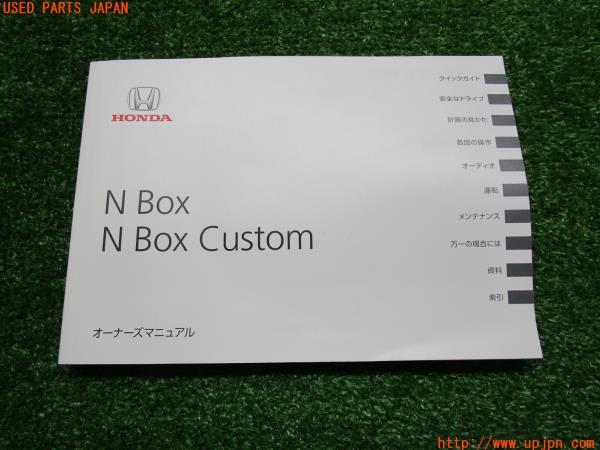 USED PARTS JAPAN
HONDA
N Box
N Box Custom
オーナーズマニュアル
クイックガイド
安全なドライブ
計器の見かた
各部の操作
オーディオ
運転
メンテナンス
万一の場合には
資料
索引
http://www.upjpn.com/